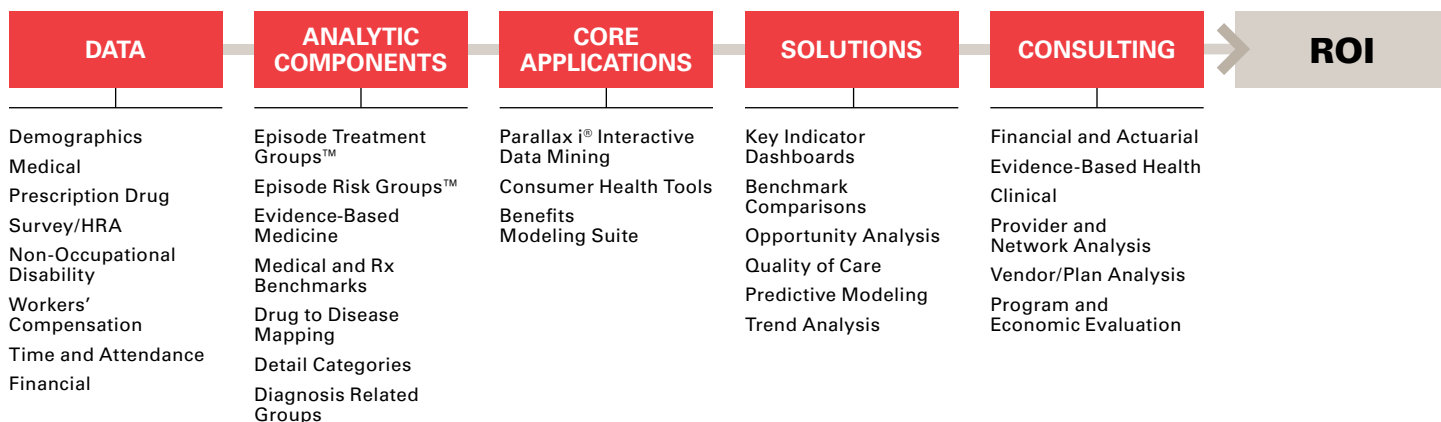 DATA
ANALYTIC
COMPONENTS
CORE
APPLICATIONS
SOLUTIONS
CONSULTING
ROI
Demographics
Medical
Prescription Drug
Survey/HRA
Non-Occupational
Disability
Workers’
Compensation
Time and Attendance
Financial
Episode Treatment
Groups™
Episode Risk Groups™
Evidence-Based
Medicine
Medical and Rx
Benchmarks
Drug to Disease
Mapping
Detail Categories
Diagnosis Related
Groups
Parallax i® Interactive
Data Mining
Consumer Health Tools
Benefits
Modeling Suite
Key Indicator
Dashboards
Benchmark
Comparisons
Opportunity Analysis
Quality of Care
Predictive Modeling
Trend Analysis
Financial and Actuarial
Evidence-Based Health
Clinical
Provider and
Network Analysis
Vendor/Plan Analysis
Program and
Economic Evaluation